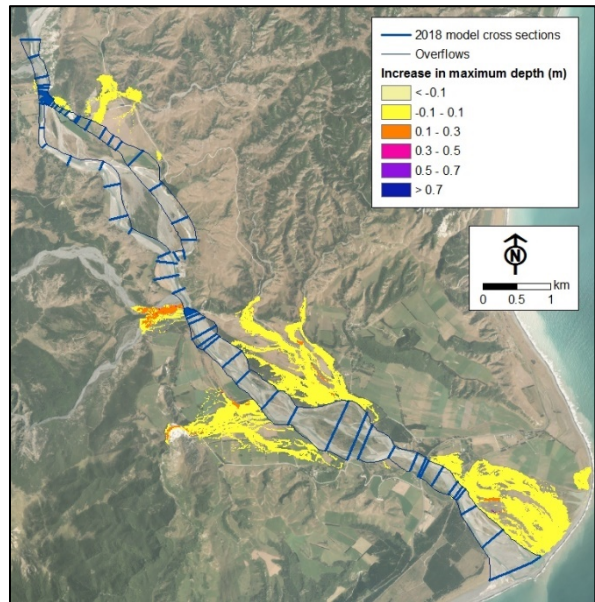 2018 model cross sections
Overflows
Increase in maximum depth (m)
< -0.1
-0.1 - 0.1
0.1 - 0.3
0.3 - 0.5
0.5 - 0.7
> 0.7
N
km
0 0.5 1